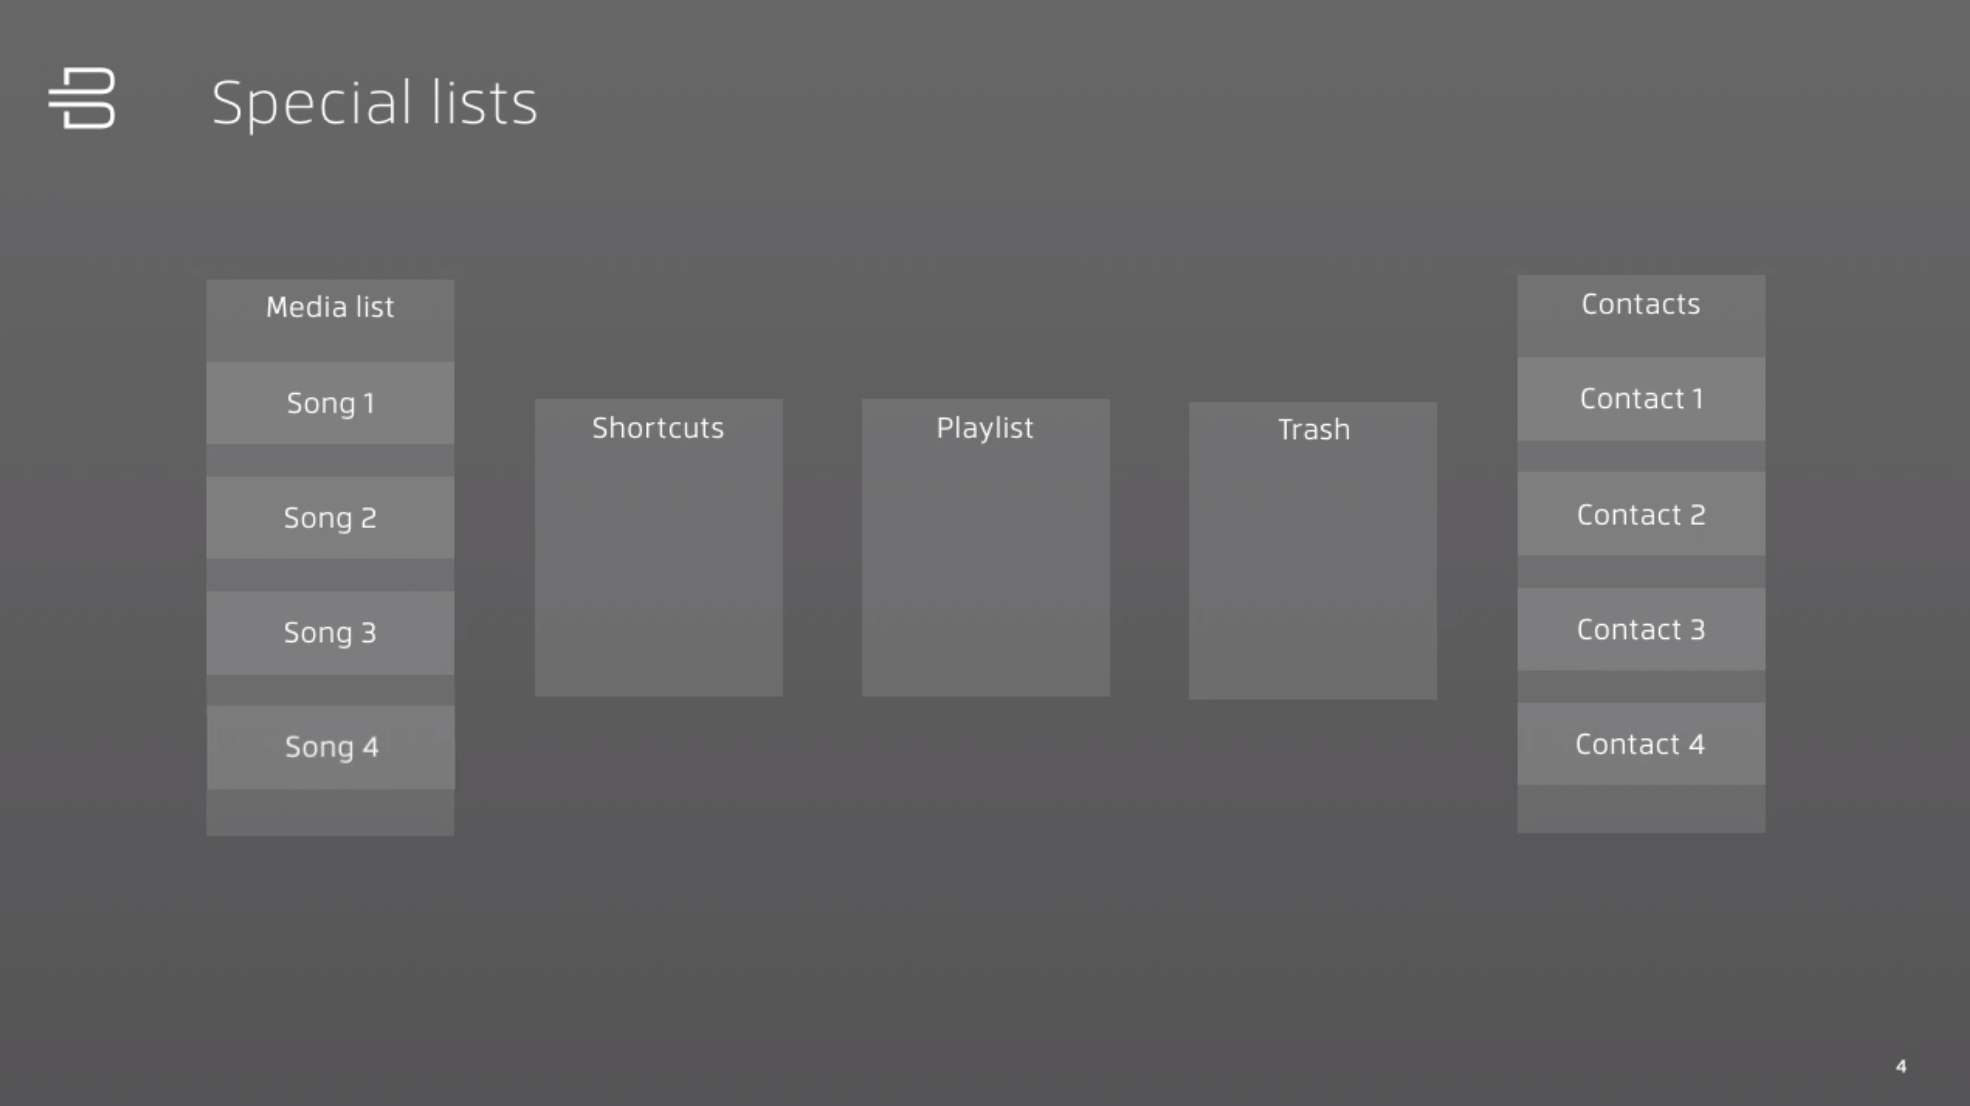 Special lists
Media list
Song 1
Song 2
Song 3
Song 4
Shortcuts
Playlist
Trash
Contacts
Contact 1
Contact 2
Contact 3
Contact 4
4